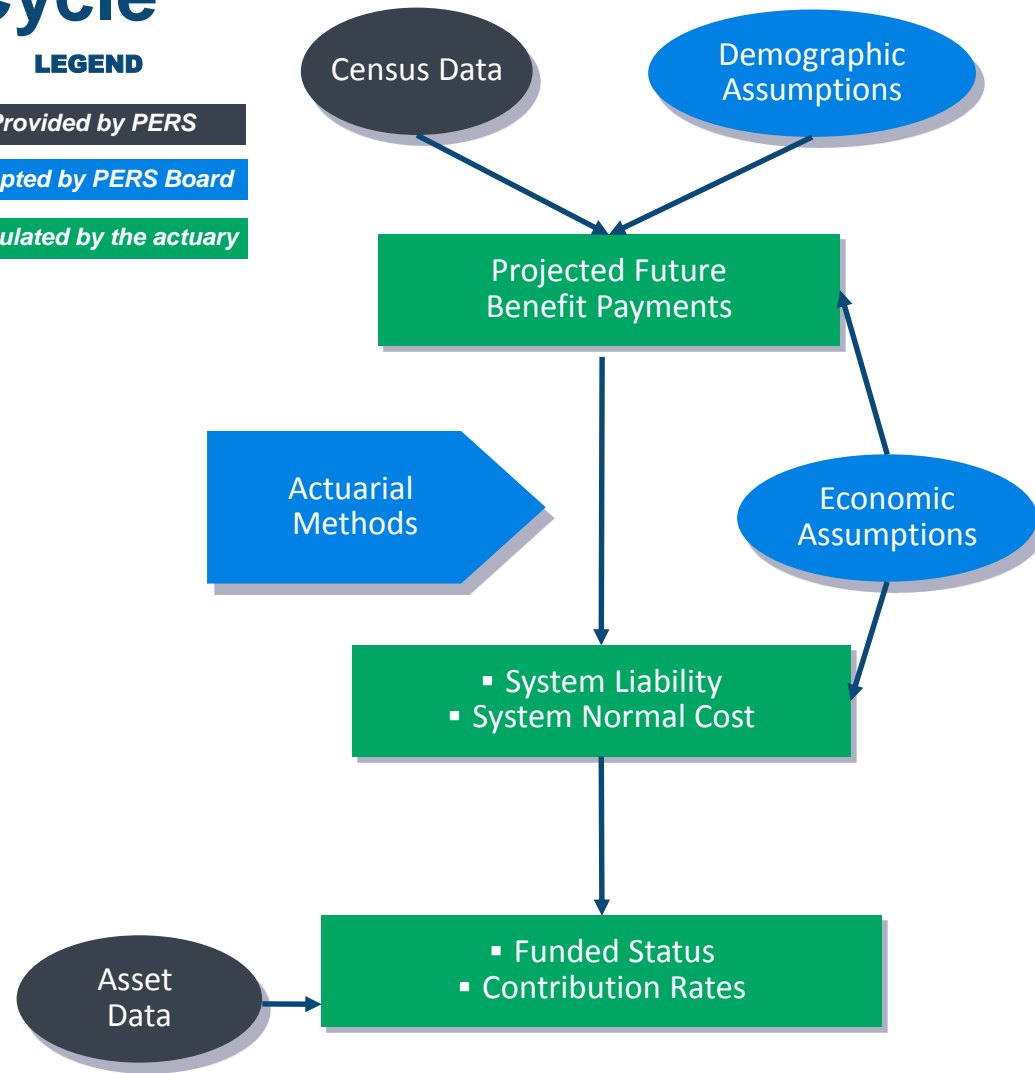 ycle
LEGEND
Provided by PERS
pted by PERS Board
ulated by the actuary
Census Data
Demographic
Assumptions
Projected Future
Benefit Payments
Actuarial
Methods
Economic
Assumptions
▪ System Liability
▪ System Normal Cost
▪ Funded Status
▪ Contribution Rates
Asset
Data